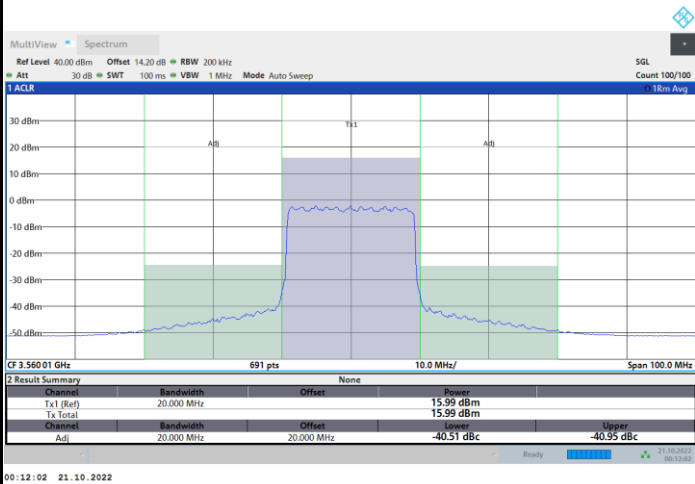 MultiView Spectrum
Ref Level 40.00 dBm Offset 14.20 dB RBW 200 kHz SGL
Att 30 dB SWT 100 ms VBW 1 MHz Mode Auto Sweep Count 100/100
1 ACLR 1Rm Avg
30 dBm
Tx1
20 dBm
Adj Adj
10 dBm
0 dBm
-10 dBm
-20 dBm
-30 dBm
-40 dBm
-50 dBm
CF 3.560 01 GHz 691 pts 10.0 MHz/ Span 100.0 MHz
2 Result Summary None
Channel Bandwidth Offset Power
Tx1 (Ref) 20.000 MHz 15.99 dBm
Tx Total 15.99 dBm
Channel Bandwidth Offset Lower Upper
Adj 20.000 MHz 20.000 MHz -40.51 dBc -40.95 dBc
Ready 21.10.2022
00:12:02
00:12:02 21.10.2022